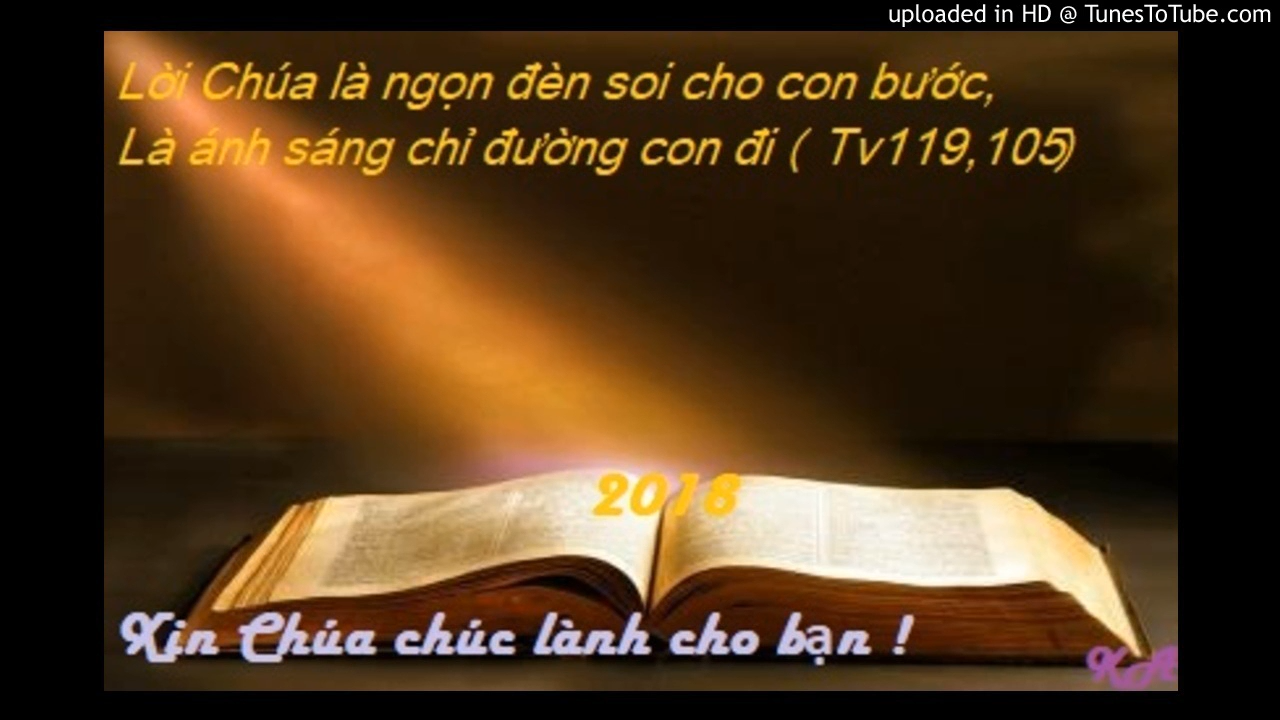 uploaded in HD @ TunesToTube.com
Lời Chúa là ngọn đèn soi cho con bước,
Là ánh sáng chỉ đường con đi ( Tv119,105)
2018
Xin Chúa chúc lành cho bạn !
KA